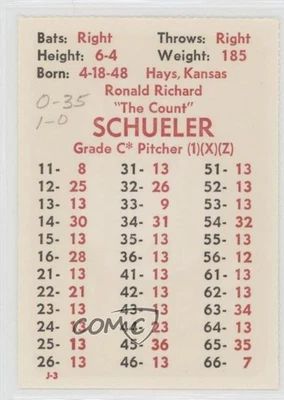 Bats: Right Throws: Right
Height: 6-4 Weight: 185
Born: 4-18-48 Hays, Kansas
Ronald Richard
0-35 "The Count"
1-0
SCHUELER
Grade C* Pitcher (1)(X)(Z)
11- 8 31- 13 51- 13
12- 25 32- 26 52- 13
13- 13 33- 9 53- 13
14- 30 34- 31 54- 32
15- 31 35- 13 55- 13
16- 28 36- 13 56- 12
21- 13 41- 13 61- 13
22- 21 42- 13 62- 13
23- 13 43- 13 63- 34
24- 13 44- 23 64- 13
25- 13 45- 36 65- 35
26- 13 46- 13 66- 7
J-3
COMC